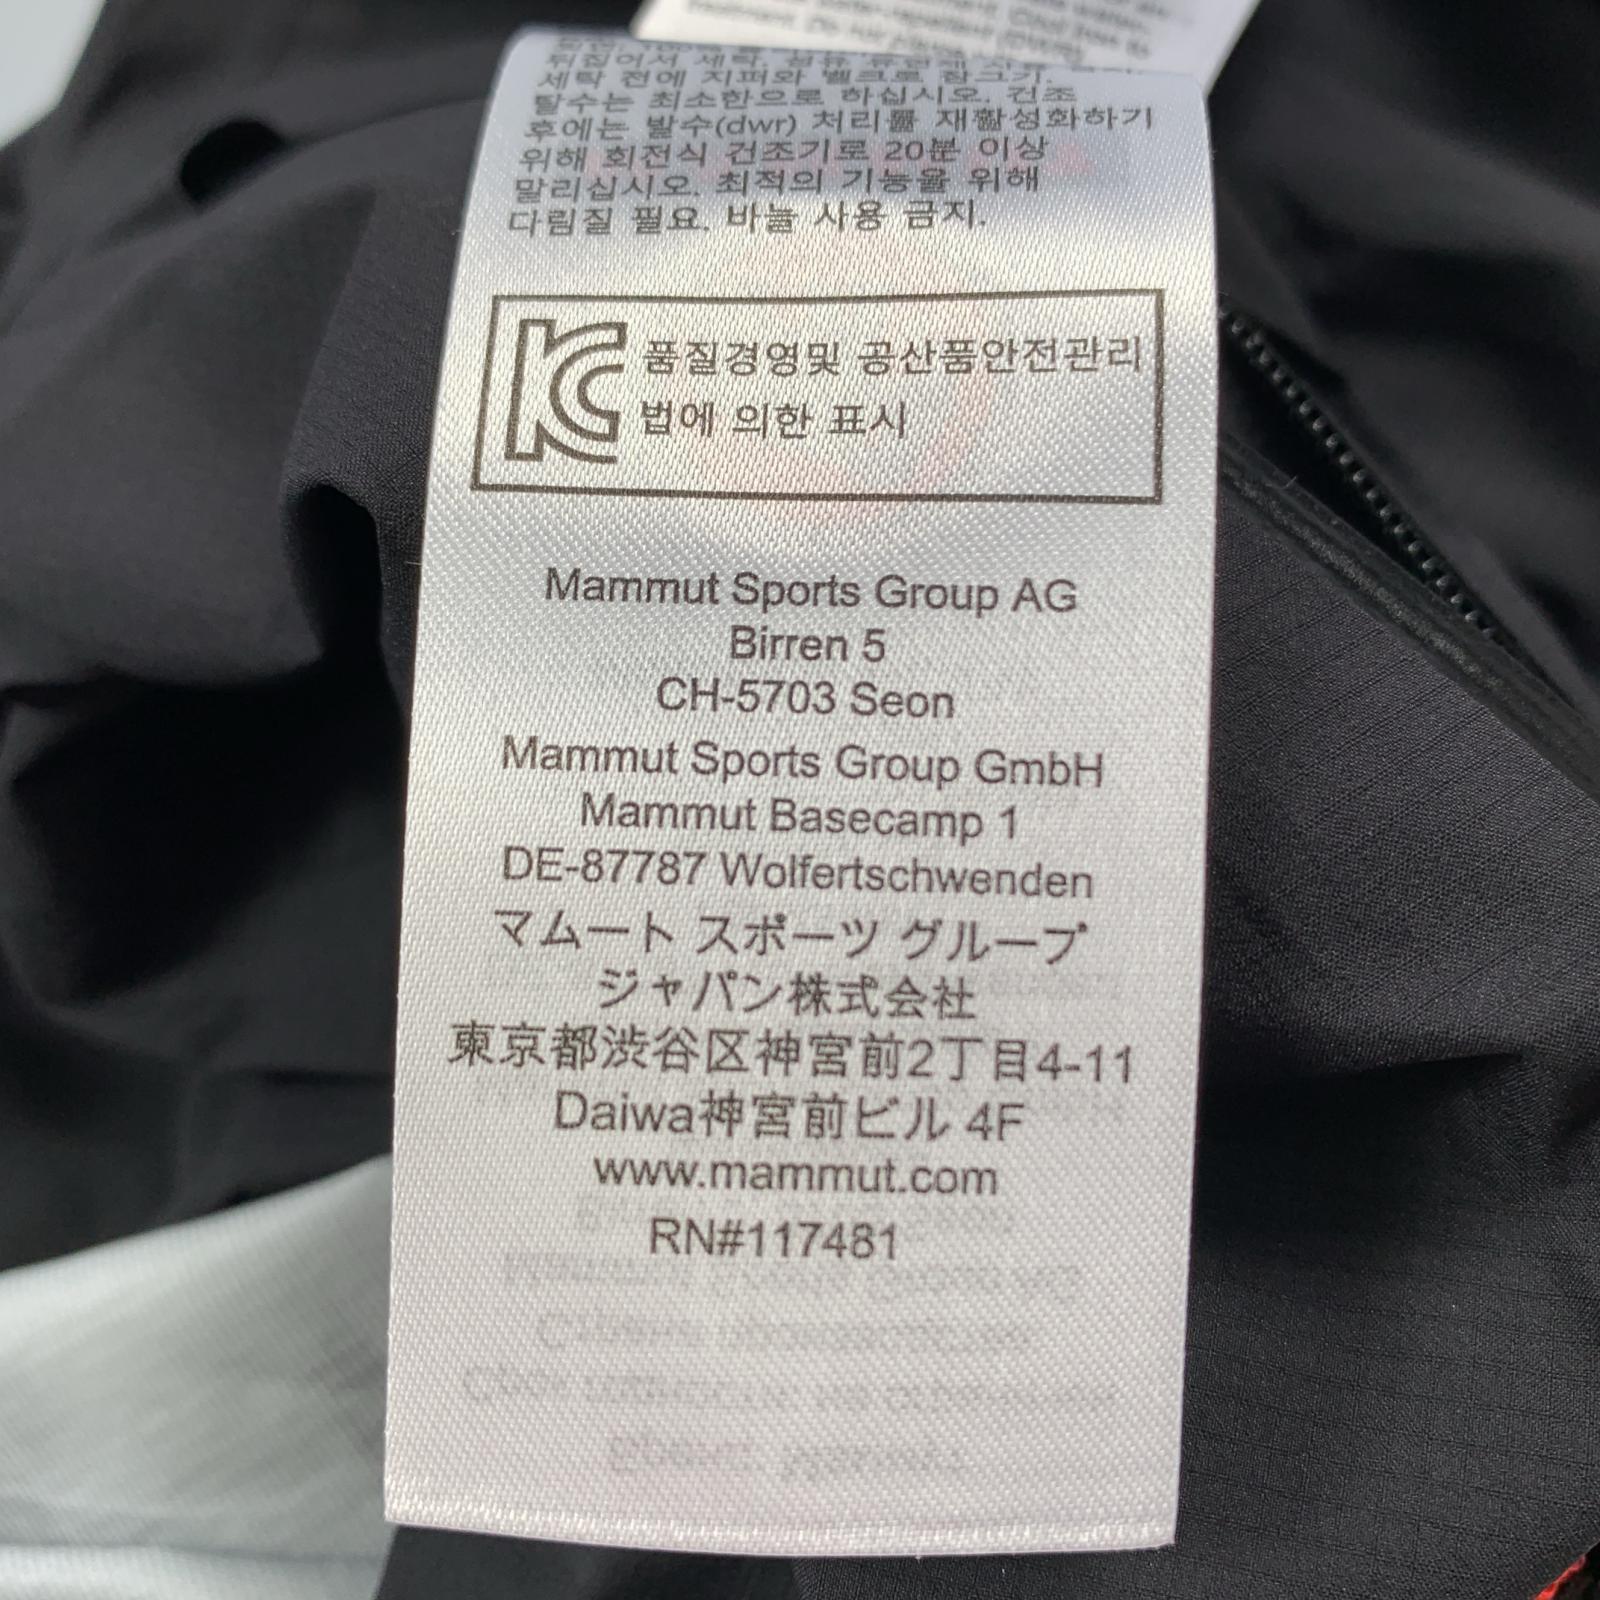 뒤집어서 세탁. 섬유
세탁 전에 지퍼와 벨크로 잠그기.
탈수는 최소한으로 하십시오. 건조
후에는 발수(dwr) 처리를 재활성화하기
위해 회전식 건조기로 20분 이상
말리십시오. 최적의 기능을 위해
다림질 필요. 바늘 사용 금지.
KC 품질경영및 공산품안전관리
법에 의한 표시
Mammut Sports Group AG
Birren 5
CH-5703 Seon
Mammut Sports Group GmbH
Mammut Basecamp 1
DE-87787 Wolfertschwenden
マムート スポーツ グループ
ジャパン株式会社
東京都渋谷区神宮前2丁目4-11
Daiwa神宮前ビル 4F
www.mammut.com
RN#117481